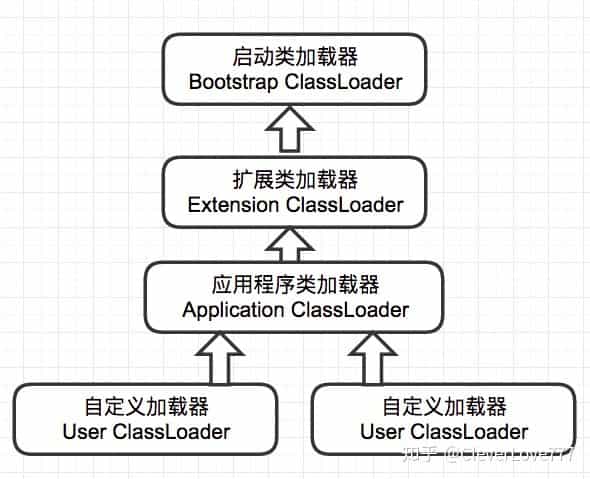 启动类加载器
Bootstrap ClassLoader
扩展类加载器
Extension ClassLoader
应用程序类加载器
Application ClassLoader
自定义加载器
User ClassLoader
自定义加载器
User ClassLoader
知乎 @CleverLove777